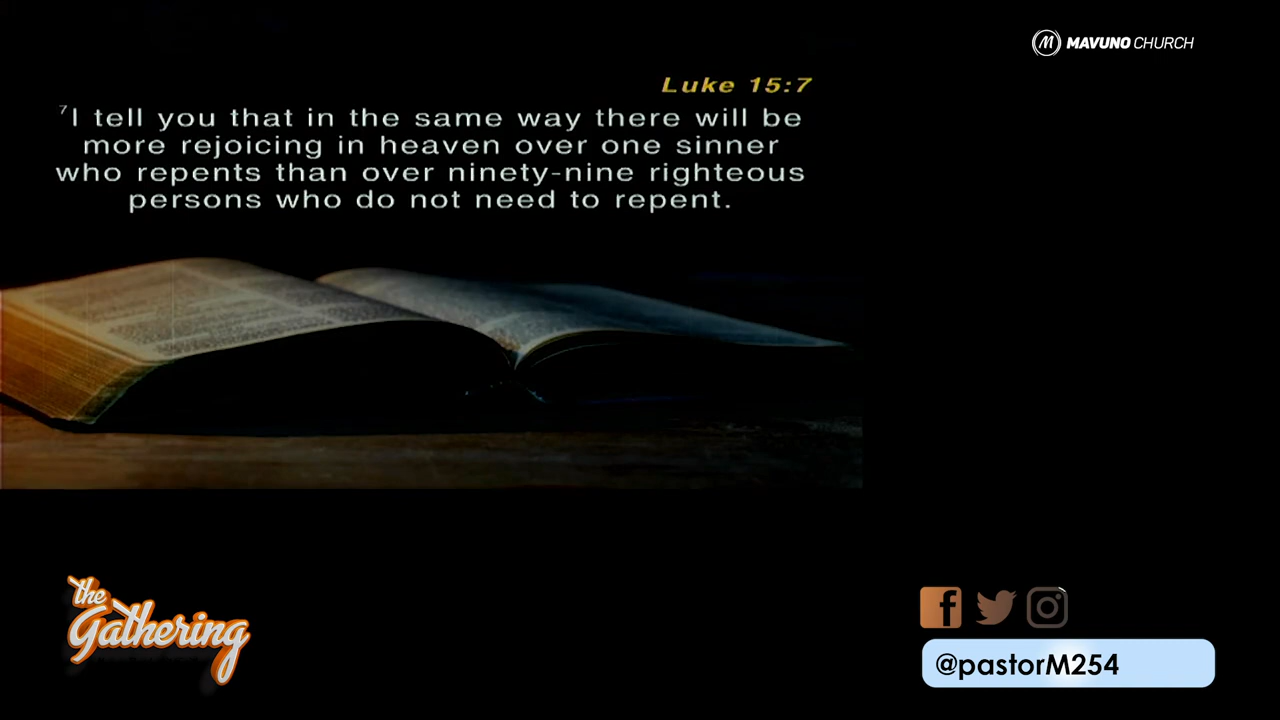 MAVUNO CHURCH
Luke 15:7
7I tell you that in the same way there will be
more rejoicing in heaven over one sinner
who repents than over ninety-nine righteous
persons who do not need to repent.
the
Gathering
@pastorM254